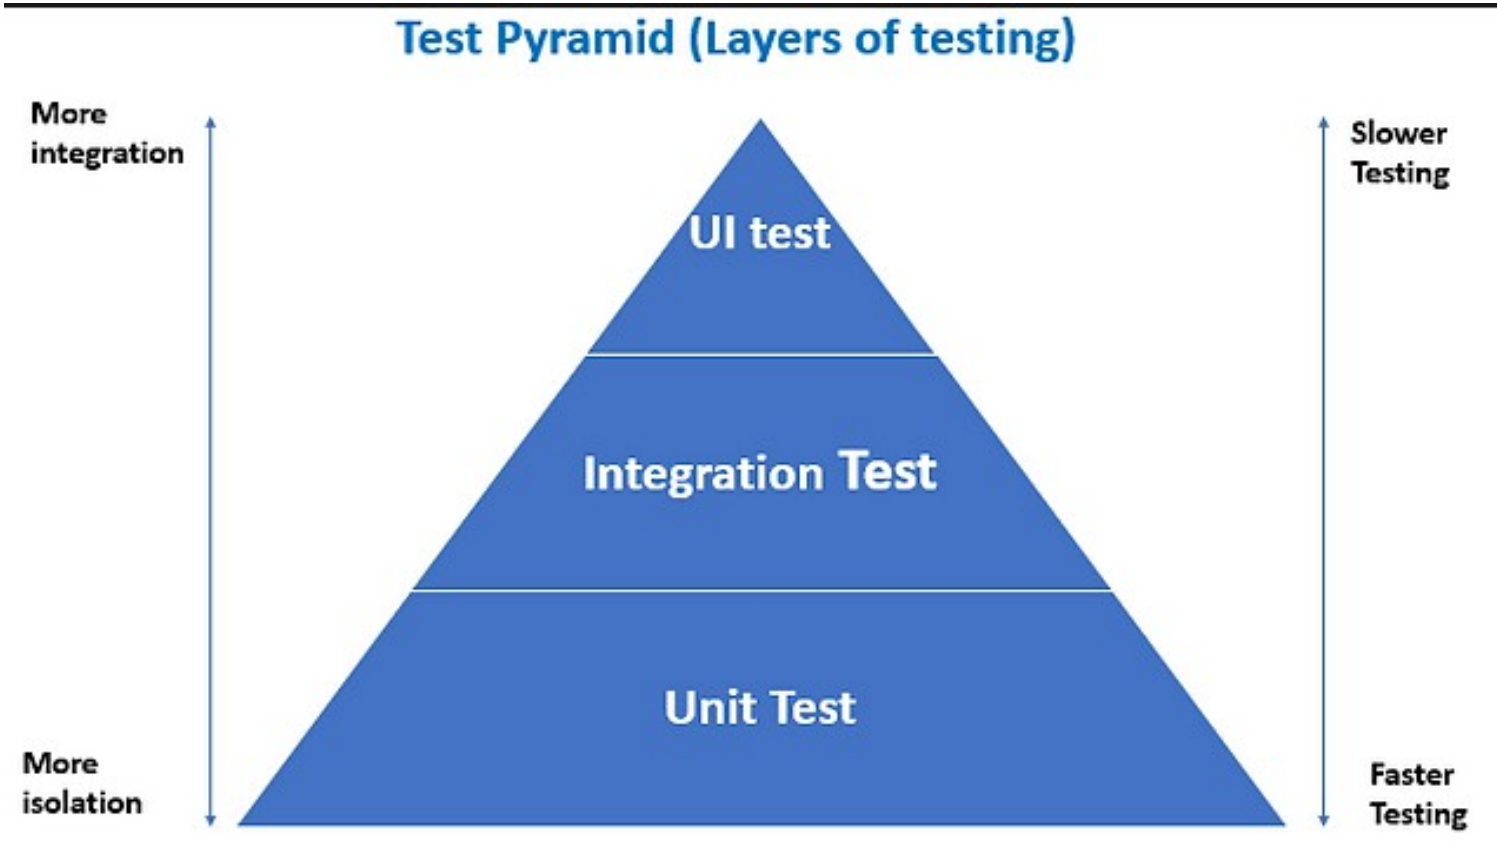 Test Pyramid (Layers of testing)
More
integration
Slower
Testing
UI test
Integration Test
Unit Test
More
isolation
Faster
Testing